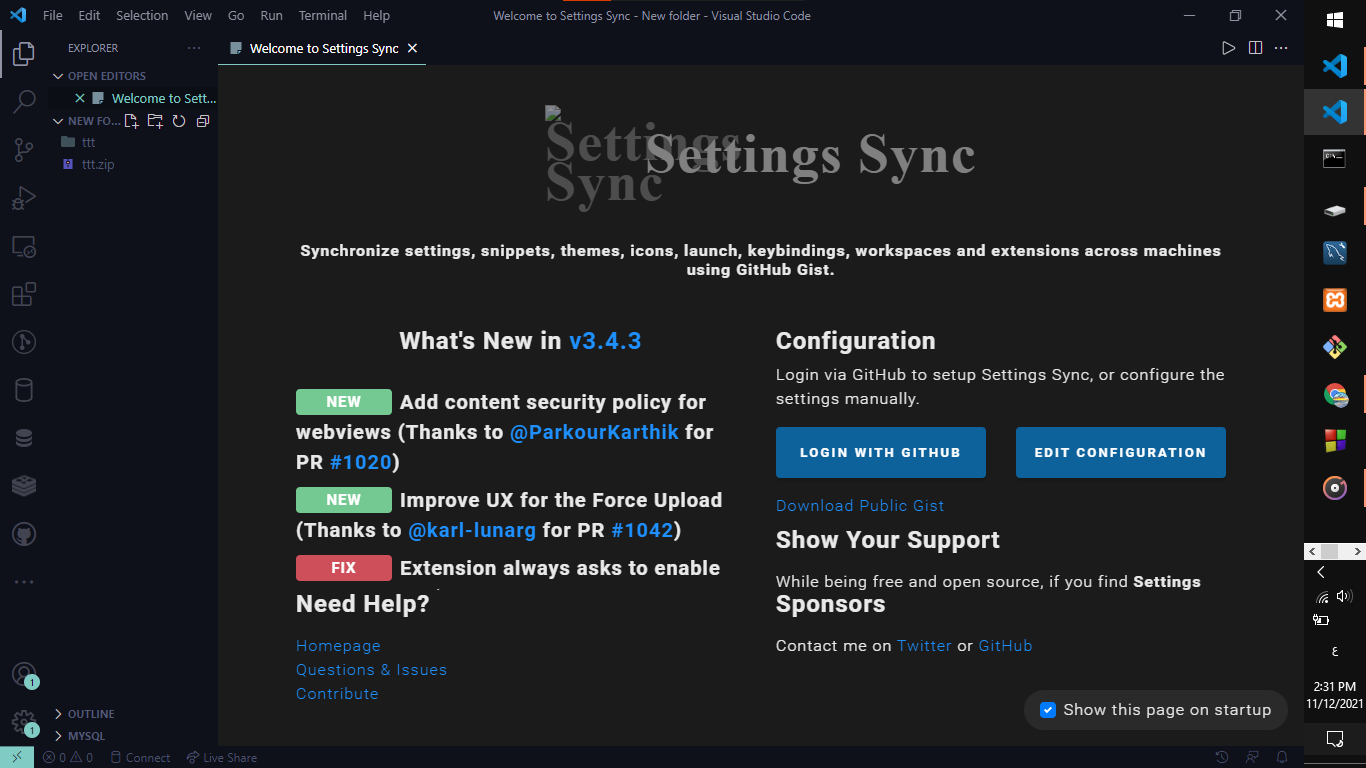 File Edit Selection View Go Run Terminal Help
Welcome to Settings Sync - New folder - Visual Studio Code
EXPLORER
Welcome to Settings Sync
OPEN EDITORS
Welcome to Sett...
NEW FO...
ttt
ttt.zip
Settings
Sync
Settings Sync
Synchronize settings, snippets, themes, icons, launch, keybindings, workspaces and extensions across machines
using GitHub Gist.
What's New in v3.4.3
NEW Add content security policy for
webviews (Thanks to @ParkourKarthik for
PR #1020)
NEW Improve UX for the Force Upload
(Thanks to @karl-lunarg for PR #1042)
FIX Extension always asks to enable
Need Help?
Homepage
Questions & Issues
Contribute
Configuration
Login via GitHub to setup Settings Sync, or configure the
settings manually.
LOGIN WITH GITHUB
EDIT CONFIGURATION
Download Public Gist
Show Your Support
While being free and open source, if you find Settings
Sponsors
Contact me on Twitter or GitHub
Show this page on startup
1
1
OUTLINE
MYSQL
0 0 Connect Live Share
ع
2:31 PM
11/12/2021